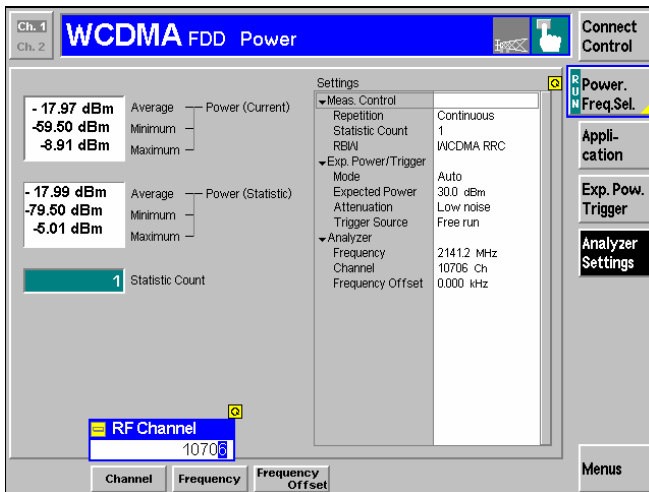 Ch. 1
Ch. 2
WCDMA FDD Power
Connect
Control
Settings
RUN
Power.
Freq.Sel.
- 17.97 dBm Average Power (Current)
-59.50 dBm Minimum
-8.91 dBm Maximum
- 17.99 dBm Average Power (Statistic)
-79.50 dBm Minimum
-5.01 dBm Maximum
1 Statistic Count
Meas. Control
Repetition Continuous
Statistic Count 1
RBW WCDMA RRC
Exp. Power/Trigger
Mode Auto
Expected Power 30.0 dBm
Attenuation Low noise
Trigger Source Free run
Analyzer
Frequency 2141.2 MHz
Channel 10706 Ch
Frequency Offset 0.000 kHz
Appli-
cation
Exp. Pow.
Trigger
Analyzer
Settings
RF Channel
10706
Channel
Frequency
Frequency
Offset
Menus